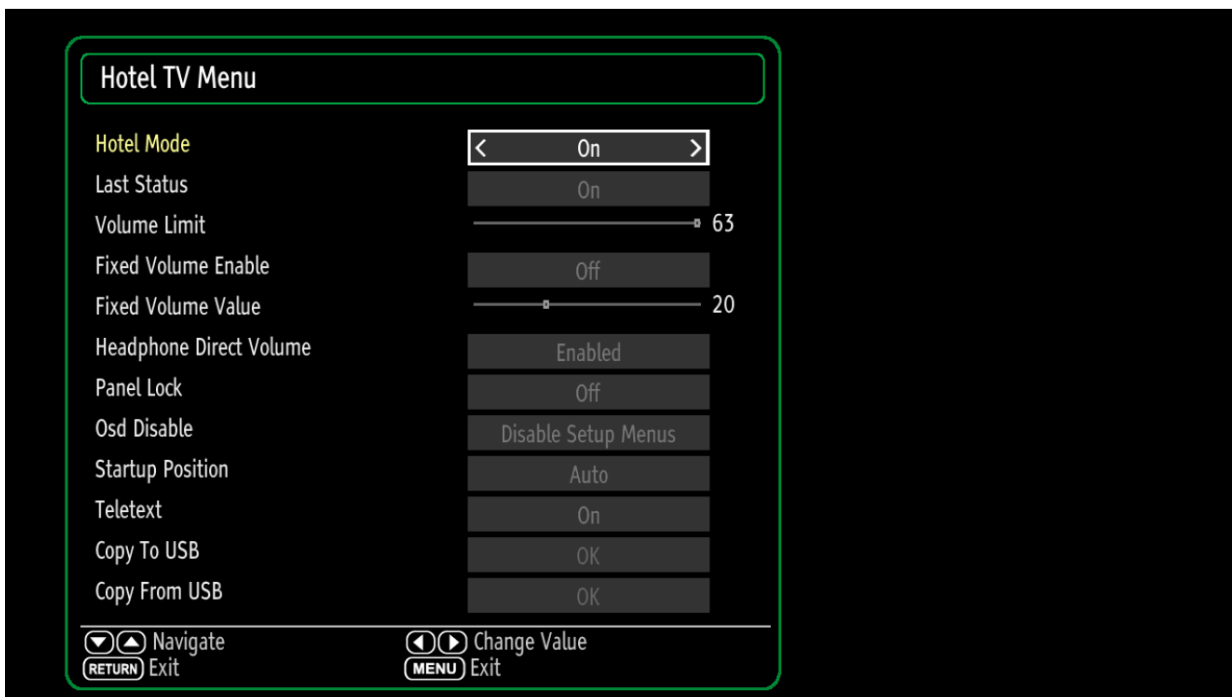 Hotel TV Menu
Hotel Mode < On >
Last Status On
Volume Limit 63
Fixed Volume Enable Off
Fixed Volume Value 20
Headphone Direct Volume Enabled
Panel Lock Off
Osd Disable Disable Setup Menus
Startup Position Auto
Teletext On
Copy To USB OK
Copy From USB OK
Navigate Change Value
RETURN Exit MENU Exit